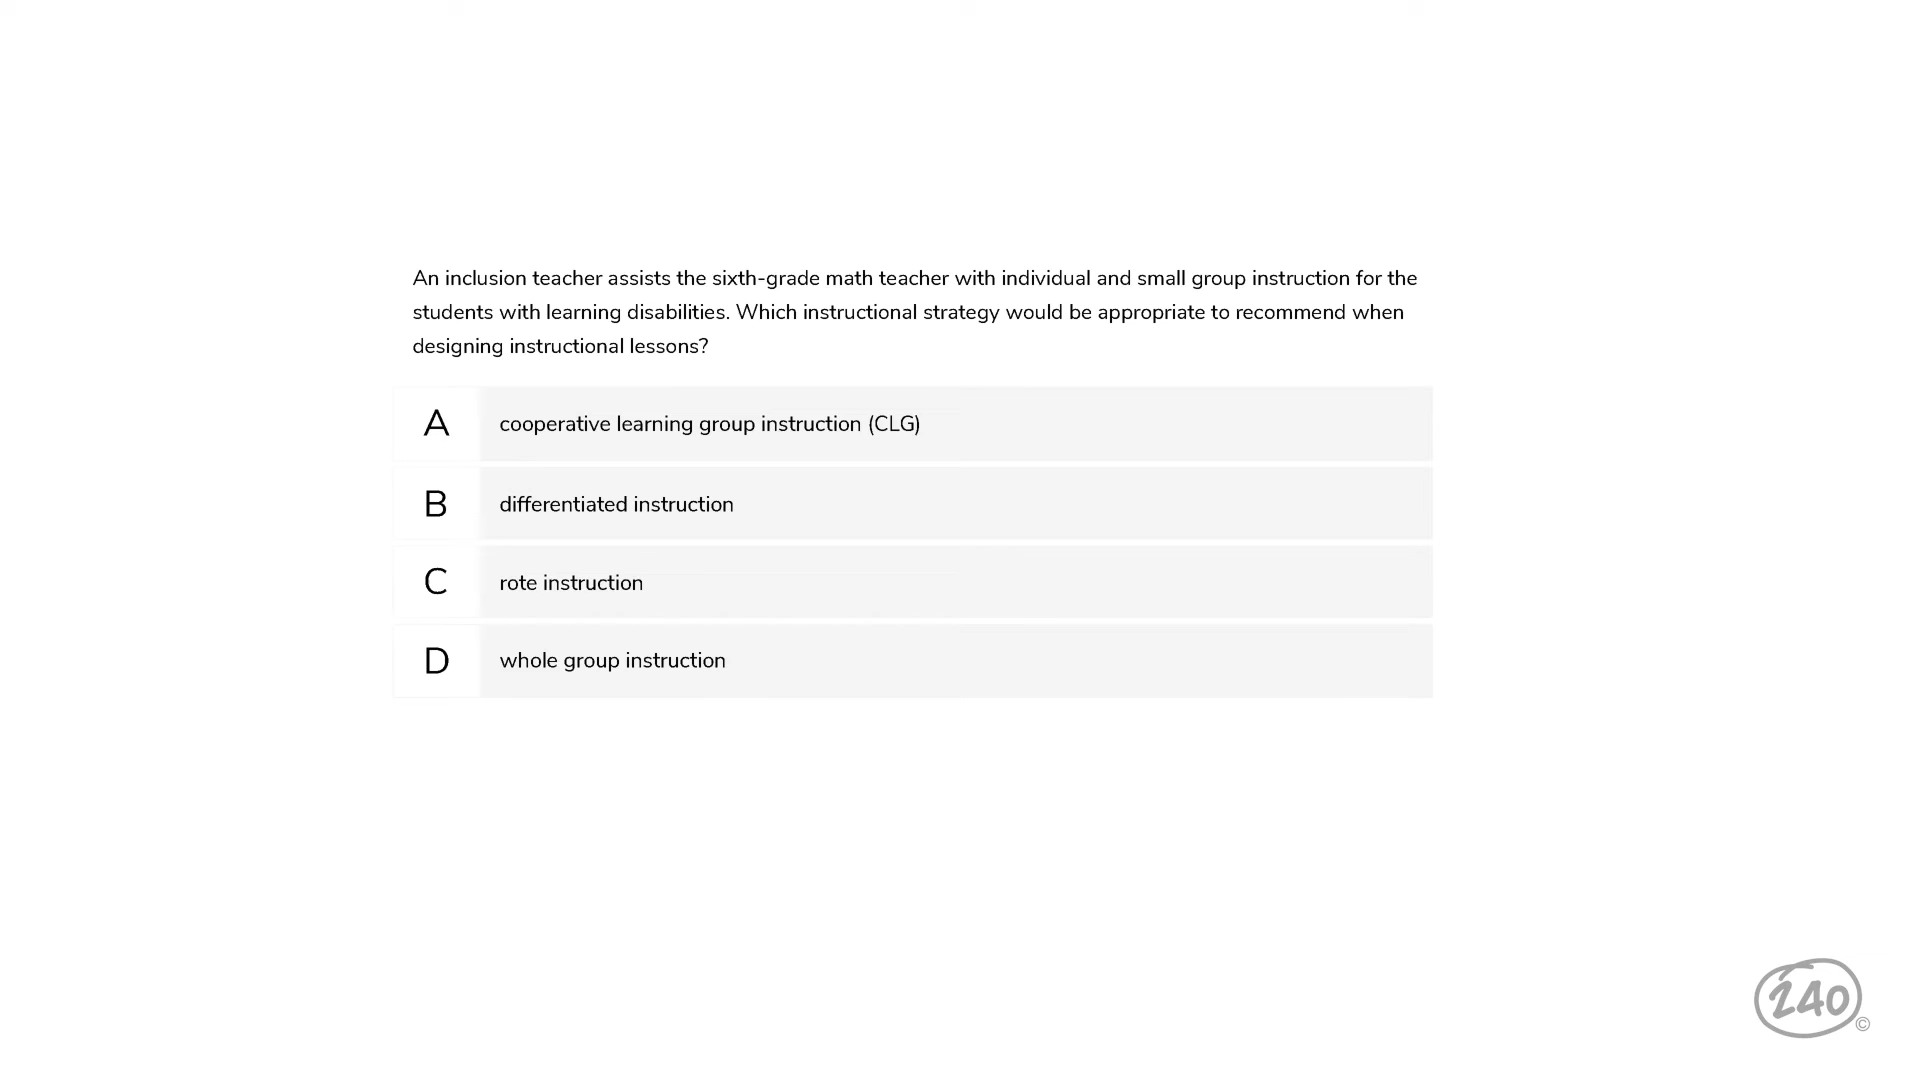 An inclusion teacher assists the sixth-grade math teacher with individual and small group instruction for the
students with learning disabilities. Which instructional strategy would be appropriate to recommend when
designing instructional lessons?
A cooperative learning group instruction (CLG)
B differentiated instruction
C rote instruction
D whole group instruction
240 ©